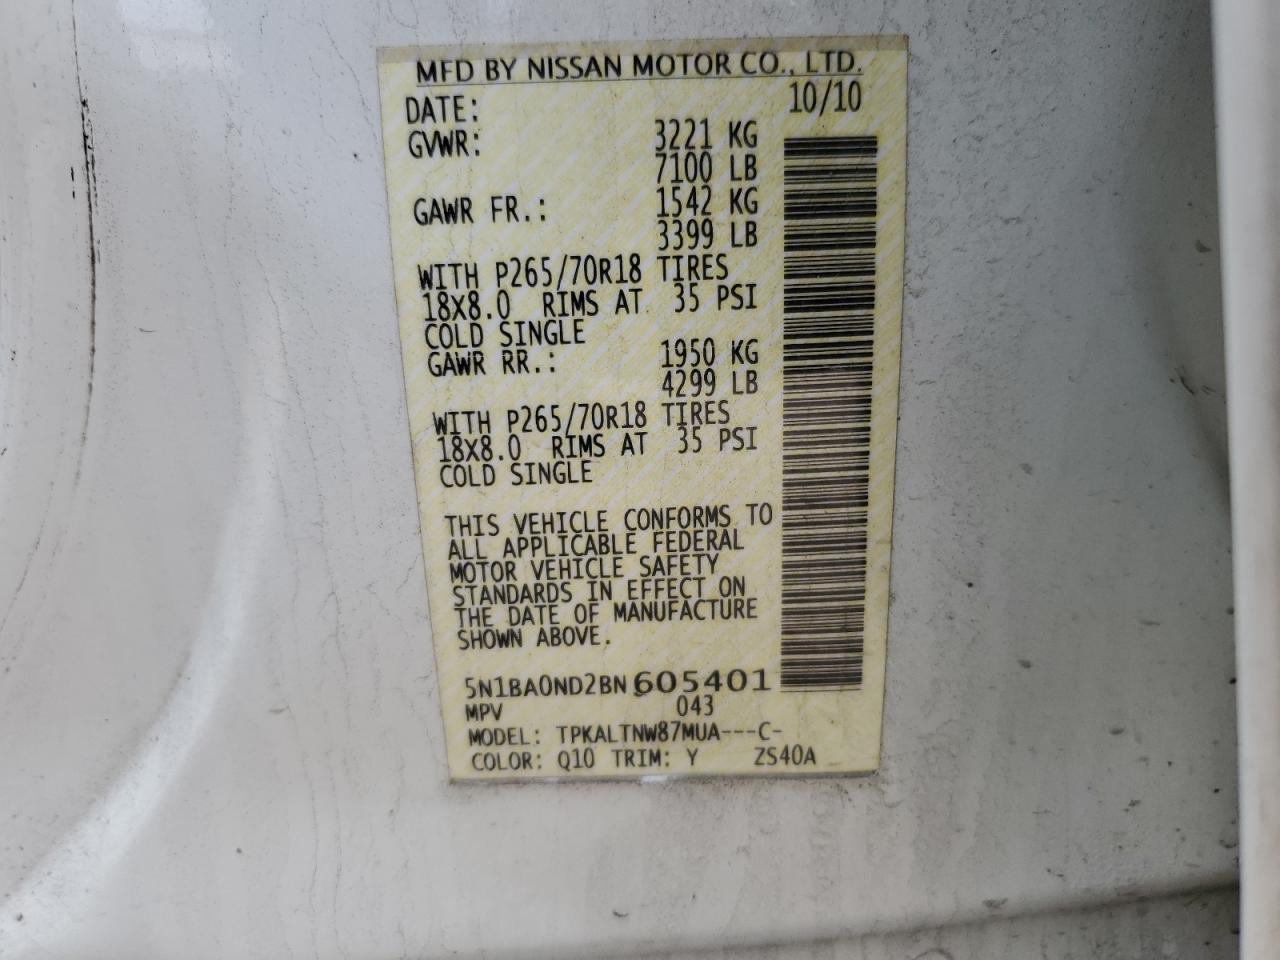 MFD BY NISSAN MOTOR CO., LTD.
DATE: 10/10
GVWR: 3221 KG
7100 LB
GAWR FR.: 1542 KG
3399 LB
WITH P265/70R18 TIRES
18X8.0 RIMS AT 35 PSI
COLD SINGLE
GAWR RR.: 1950 KG
4299 LB
WITH P265/70R18 TIRES
18X8.0 RIMS AT 35 PSI
COLD SINGLE
THIS VEHICLE CONFORMS TO
ALL APPLICABLE FEDERAL
MOTOR VEHICLE SAFETY
STANDARDS IN EFFECT ON
THE DATE OF MANUFACTURE
SHOWN ABOVE.
5N1BA0ND2BN605401
MPV 043
MODEL: TPKALTNW87MUA---C-
COLOR: Q10 TRIM: Y ZS40A